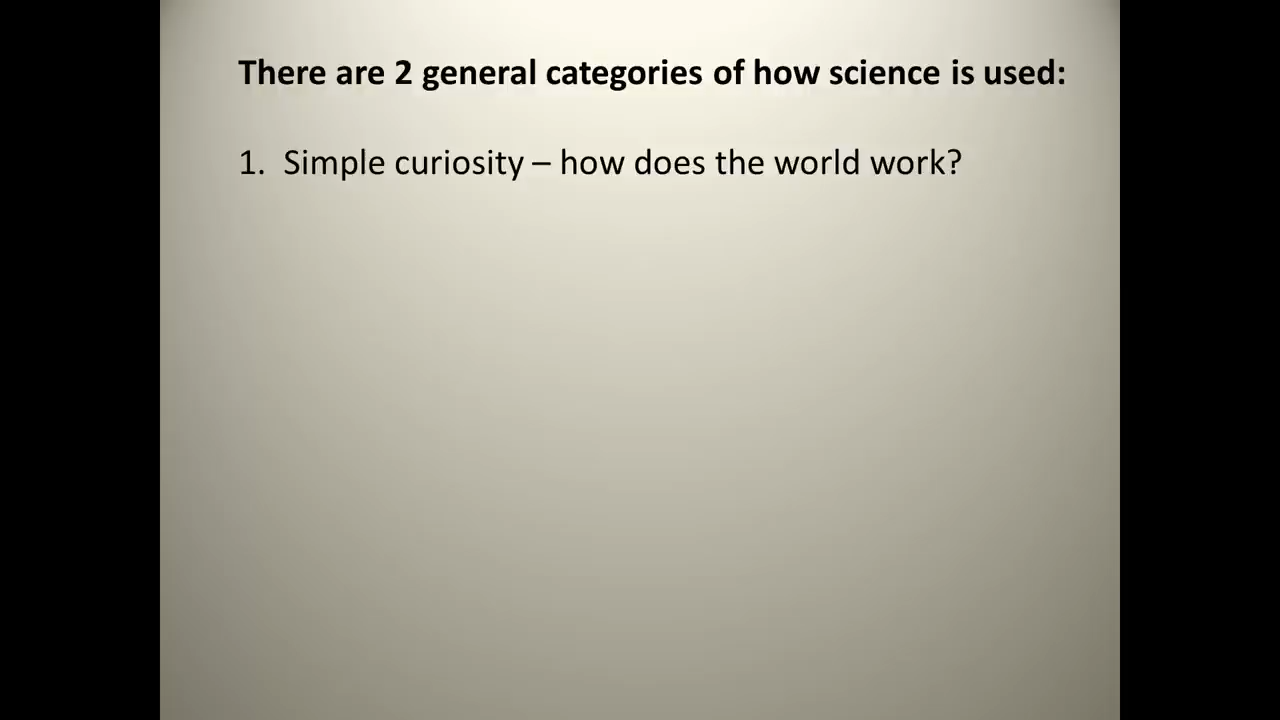 There are 2 general categories of how science is used:
1. Simple curiosity – how does the world work?